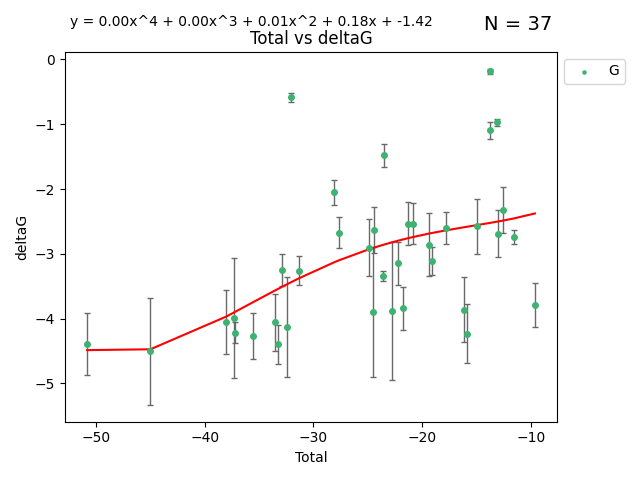 y = 0.00x^4 + 0.00x^3 + 0.01x^2 + 0.18x + -1.42
N = 37
Total vs deltaG
G
0
−1
−2
−3
−4
−5
deltaG
−50 −40 −30 −20 −10
Total